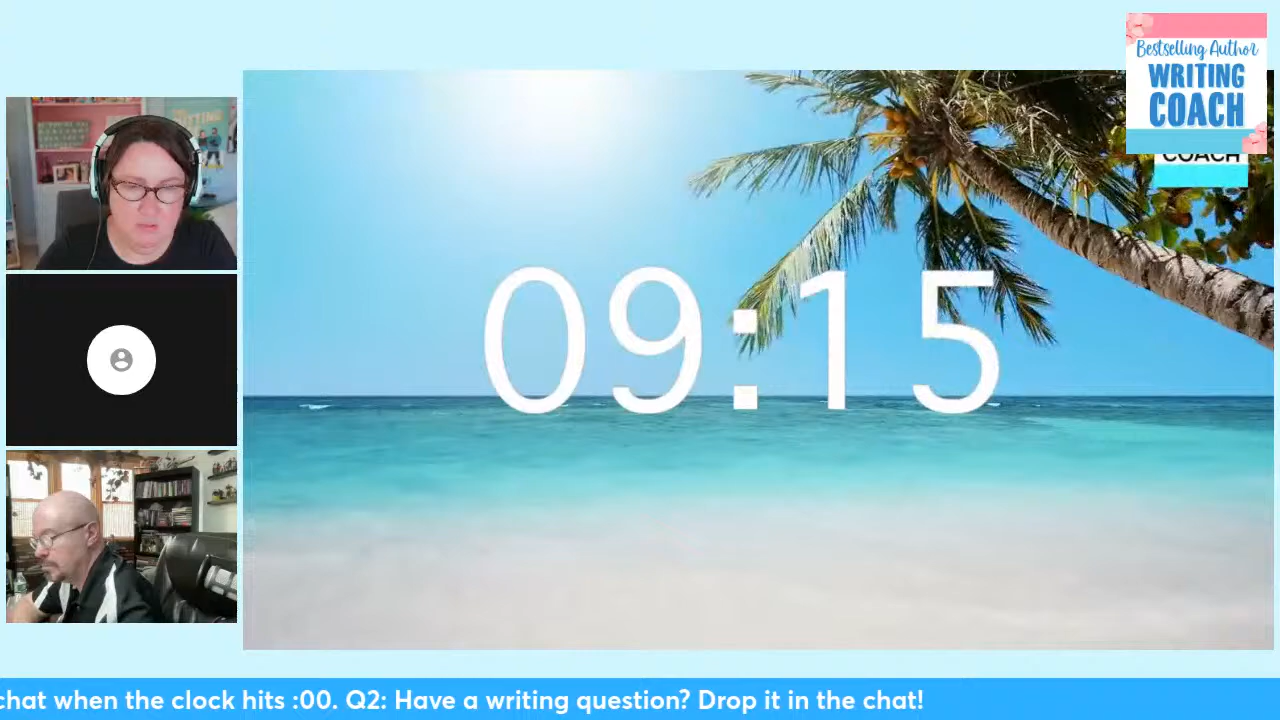 Bestselling Author
WRITING
COACH
COACH
09:15
chat when the clock hits :00. Q2: Have a writing question? Drop it in the chat!